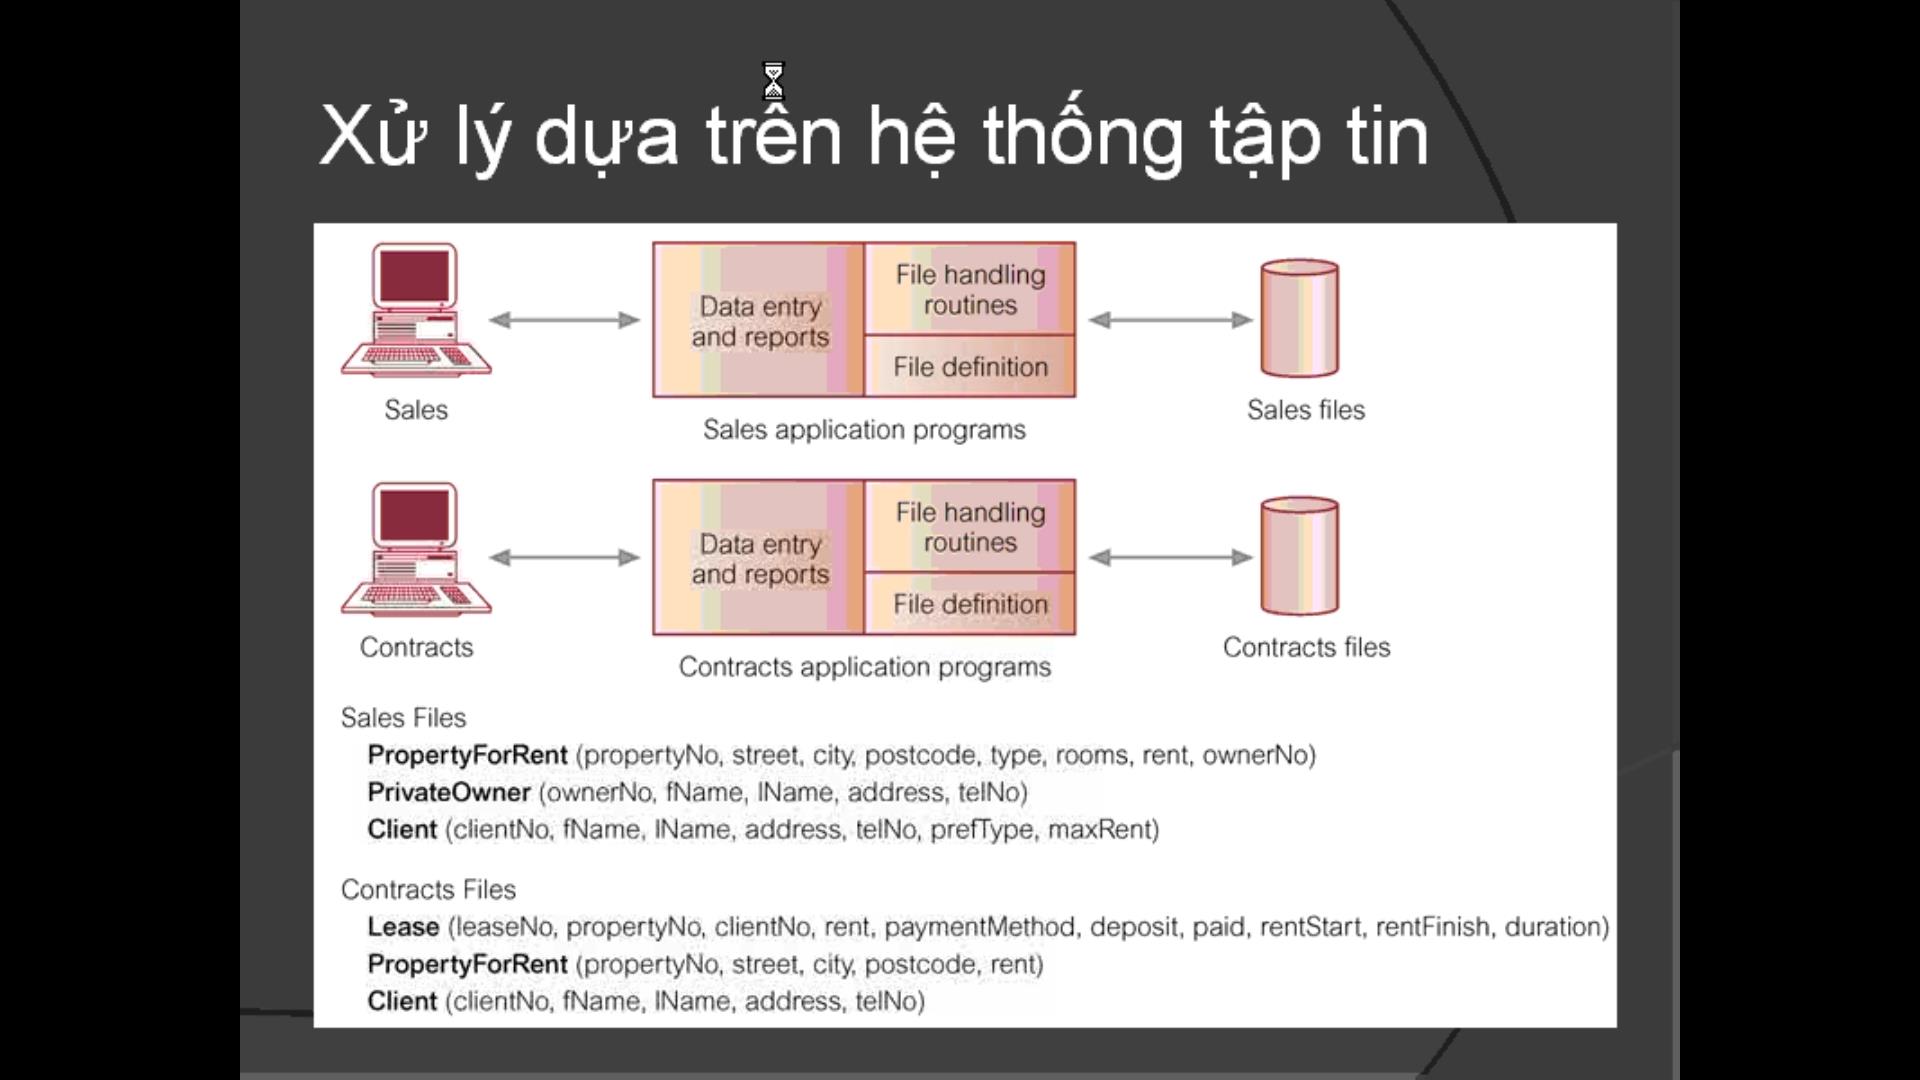 Xử lý dựa trên hệ thống tập tin
Data entry
and reports
File handling
routines
File definition
Sales
Sales application programs
Sales files
Data entry
and reports
File handling
routines
File definition
Contracts
Contracts application programs
Contracts files
Sales Files
PropertyForRent (propertyNo, street, city, postcode, type, rooms, rent, ownerNo)
PrivateOwner (ownerNo, fName, lName, address, telNo)
Client (clientNo, fName, lName, address, telNo, prefType, maxRent)
Contracts Files
Lease (leaseNo, propertyNo, clientNo, rent, paymentMethod, deposit, paid, rentStart, rentFinish, duration)
PropertyForRent (propertyNo, street, city, postcode, rent)
Client (clientNo, fName, lName, address, telNo)